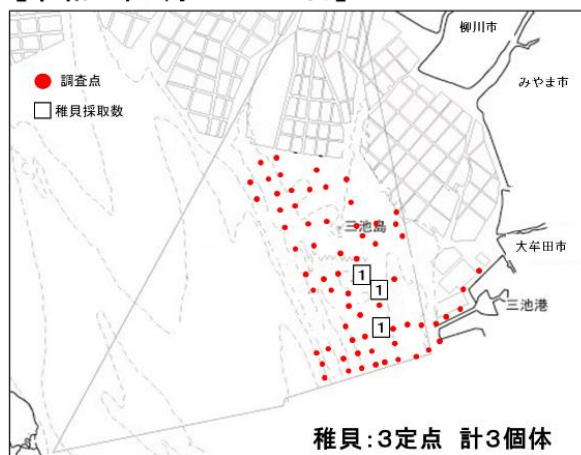 柳川市
みやま市
調査点
稚貝採取数
三池島
大牟田市
1
1
三池港
1
稚貝:3定点 計3個体